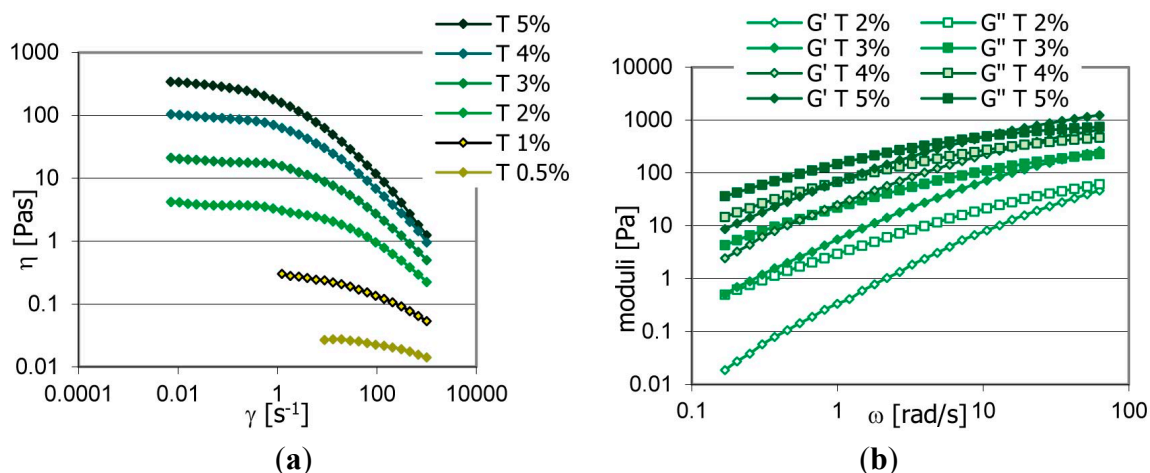 T 5%
T 4%
T 3%
T 2%
T 1%
T 0.5%
1000
100
10
1
0.1
0.01
η [Pas]
0.0001 0.01 1 100 10000
γ [s-1]
(a)
G' T 2% G'' T 2%
G' T 3% G'' T 3%
G' T 4% G'' T 4%
G' T 5% G'' T 5%
10000
1000
100
10
1
0.1
0.01
moduli [Pa]
0.1 1 10 100
ω [rad/s]
(b)